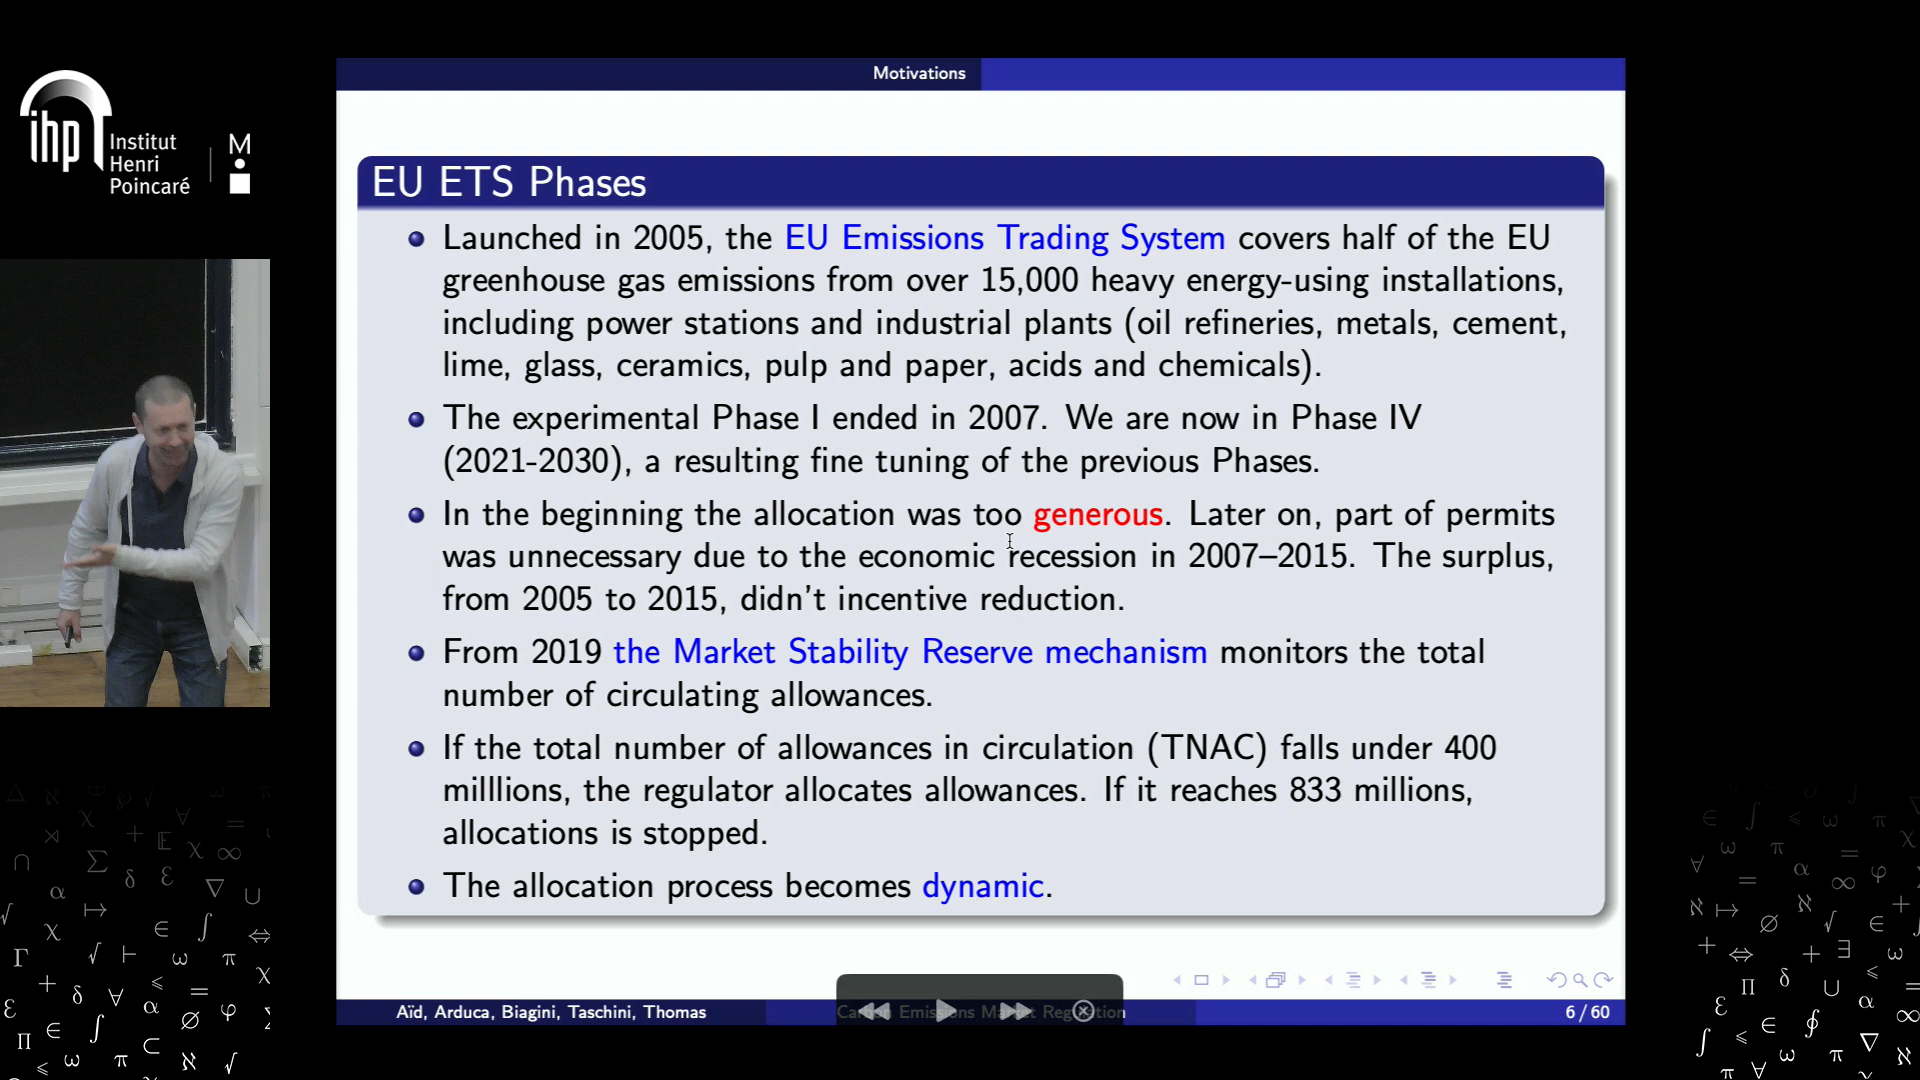 ihp
Institut
Henri
Poincaré
M
Motivations
EU ETS Phases
Launched in 2005, the EU Emissions Trading System covers half of the EU
greenhouse gas emissions from over 15,000 heavy energy-using installations,
including power stations and industrial plants (oil refineries, metals, cement,
lime, glass, ceramics, pulp and paper, acids and chemicals).
The experimental Phase I ended in 2007. We are now in Phase IV
(2021-2030), a resulting fine tuning of the previous Phases.
In the beginning the allocation was too generous. Later on, part of permits
was unnecessary due to the economic recession in 2007–2015. The surplus,
from 2005 to 2015, didn't incentive reduction.
From 2019 the Market Stability Reserve mechanism monitors the total
number of circulating allowances.
If the total number of allowances in circulation (TNAC) falls under 400
milllions, the regulator allocates allowances. If it reaches 833 millions,
allocations is stopped.
The allocation process becomes dynamic.
Aïd, Arduca, Biagini, Taschini, Thomas
Carbon Emissions Market Regulation
6 / 60